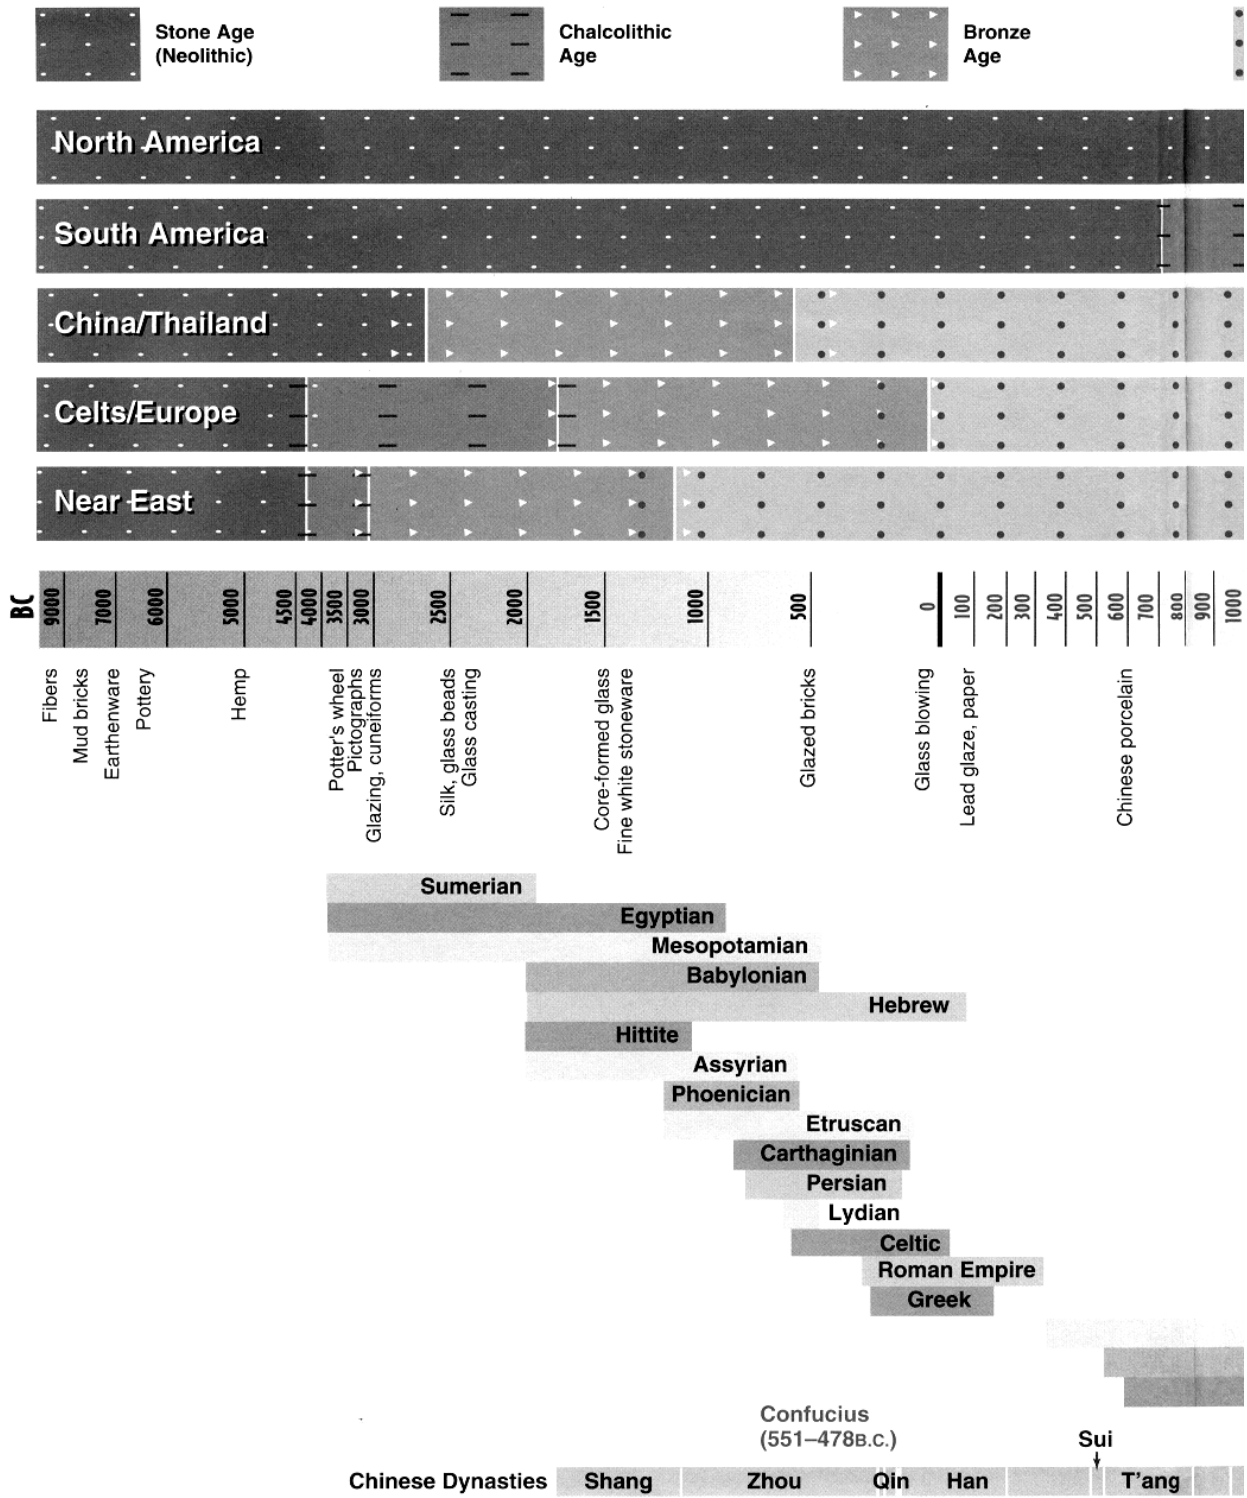 Stone Age
(Neolithic)
Chalcolithic
Age
Bronze
Age
North America
South America
China/Thailand
Celts/Europe
Near East
BC
9000
7000
6000
5000
4500
4000
3500
3000
2500
2000
1500
1000
500
0
100
200
300
400
500
600
700
800
900
1000
Fibers
Mud bricks
Earthenware
Pottery
Hemp
Potter's wheel
Pictographs
Glazing, cuneiforms
Silk, glass beads
Glass casting
Core-formed glass
Fine white stoneware
Glazed bricks
Glass blowing
Lead glaze, paper
Chinese porcelain
Sumerian
Egyptian
Mesopotamian
Babylonian
Hebrew
Hittite
Assyrian
Phoenician
Etruscan
Carthaginian
Persian
Lydian
Celtic
Roman Empire
Greek
Confucius
(551–478B.C.)
Sui
Chinese Dynasties Shang Zhou Qin Han T'ang